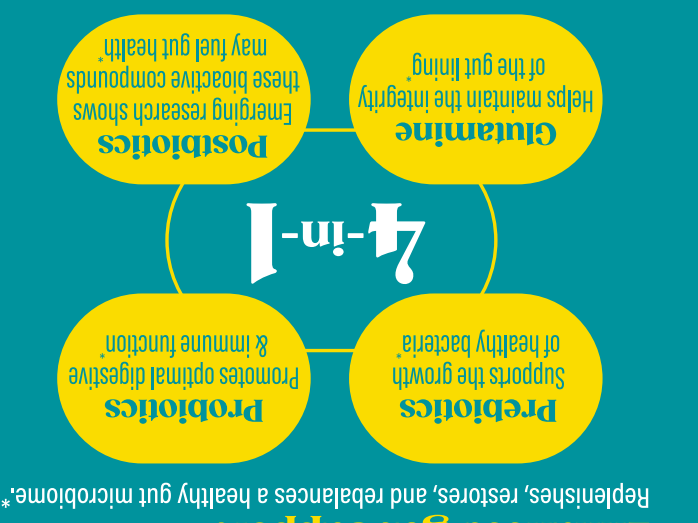 Replenishes, restores, and rebalances a healthy gut microbiome.*
Prebiotics
Supports the growth
of healthy bacteria*
Probiotics
Promotes optimal digestive
& immune function*
4-in-1
Glutamine
Helps maintain the integrity
of the gut lining*
Postbiotics
Emerging research shows
these bioactive compounds
may fuel gut health*